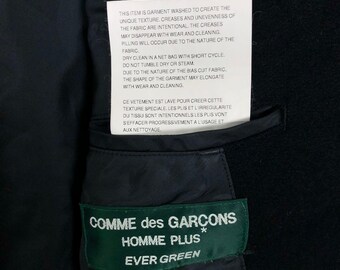 THIS ITEM IS GARMENT WASHED TO CREATE THE
UNIQUE TEXTURE, CREASES AND UNEVENNESS OF
THE FABRIC ARE INTENTIONAL, THE CREASES
MAY DISAPPEAR WITH WEAR AND CLEANING.
PILLING WILL OCCUR DUE TO THE NATURE OF THE
FABRIC.
DRY CLEAN IN A NET BAG WITH SHORT CYCLE.
DO NOT TUMBLE DRY OR STEAM.
DUE TO THE NATURE OF THE BIAS CUT FABRIC, THE
SHAPE OF THE GARMENT MAY ELONGATE
WITH WEAR AND CLEANING.
CE VETEMENT EST LAVE POUR CREER CETTE
TEXTURE SPECIALE: LES PLIS ET L'IRREGULARITE
DU TISSU SONT INTENTIONNELS LES PLIS VONT
S'EFFACER PROGRESSIVEMENT A L'USAGE ET
AUX NETTOYAGE.
COMME des GARÇONS
HOMME PLUS*
EVER GREEN